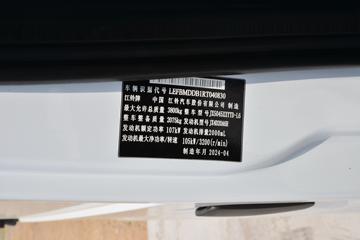 车辆识别代号 LEFBMDDB1RT040830
江铃牌 中国 江铃汽车股份有限公司 制造
最大允许总质量 3800kg 整车型号
整车整备质量 2075kg 发动机型号
发动机额定功率 107kW 发动机排量 2000mL
发动机最大净功率/转速 105kW/3200(r/min)
制造年月 2024-04